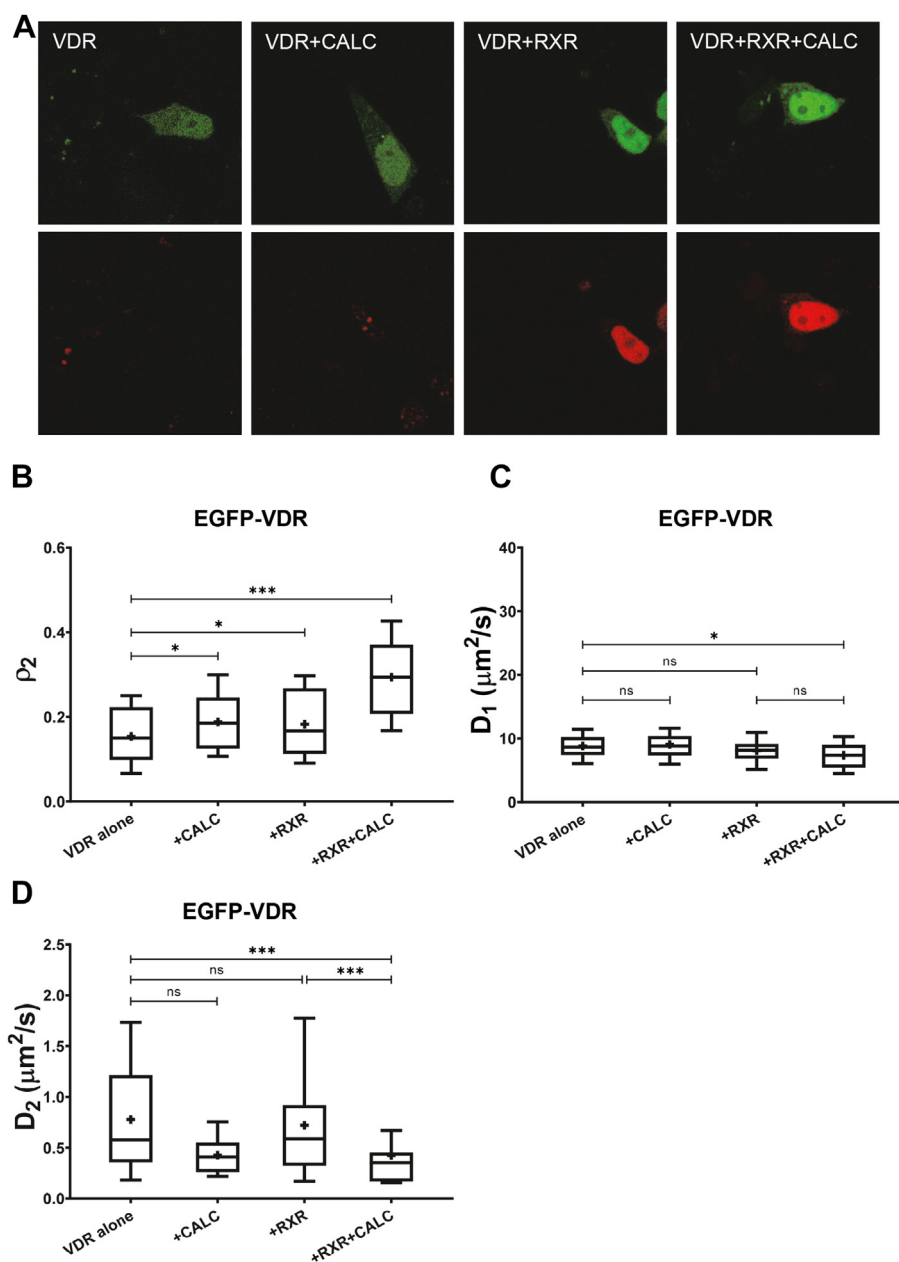 A
VDR
VDR+CALC
VDR+RXR
VDR+RXR+CALC
B
EGFP-VDR
ρ2
0.6
0.4
0.2
0.0
***
*
*
VDR alone
+CALC
+RXR
+RXR+CALC
C
EGFP-VDR
D1 (μm²/s)
40
30
20
10
0
*
ns
ns
ns
VDR alone
+CALC
+RXR
+RXR+CALC
D
EGFP-VDR
D2 (μm²/s)
2.5
2.0
1.5
1.0
0.5
0.0
***
ns
***
ns
VDR alone
+CALC
+RXR
+RXR+CALC